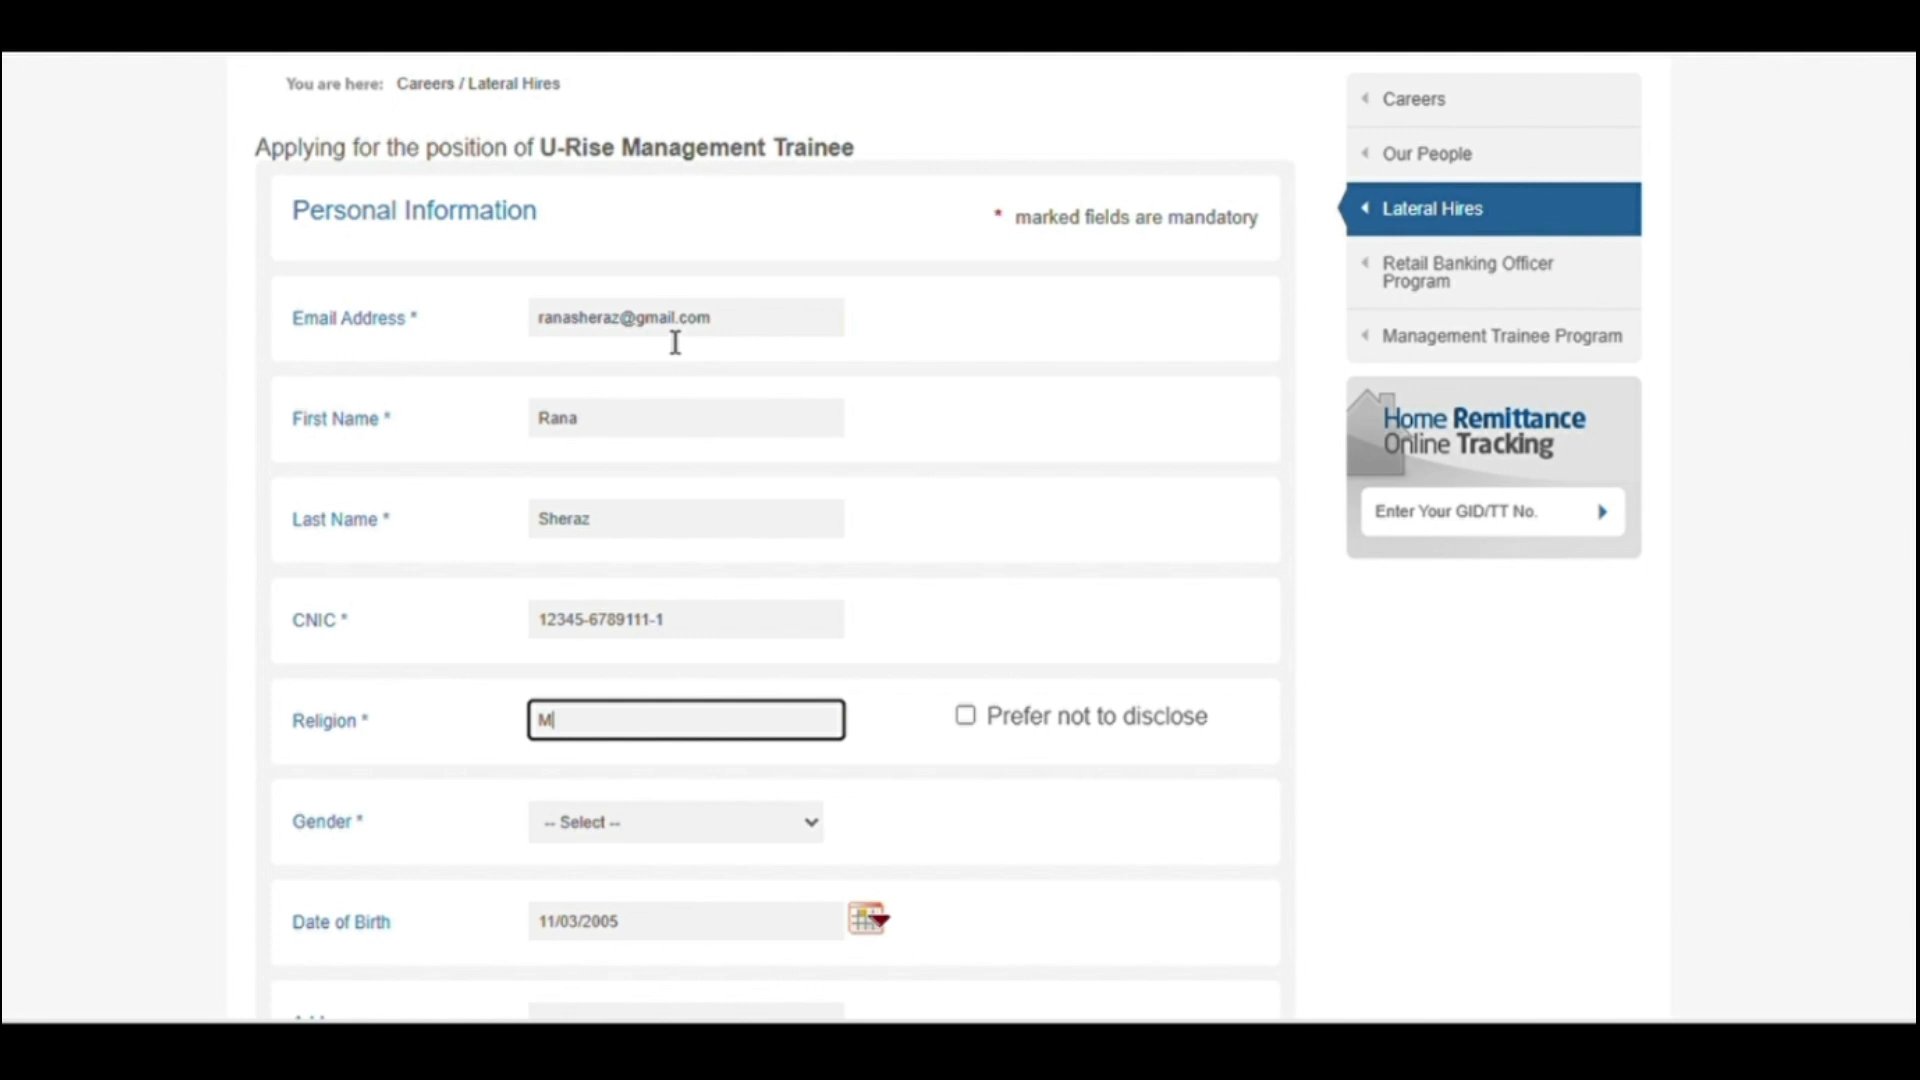 You are here: Careers / Lateral Hires
Applying for the position of U-Rise Management Trainee
Personal Information
* marked fields are mandatory
Email Address *
ranasheraz@gmail.com
First Name *
Rana
Last Name *
Sheraz
CNIC *
12345-6789111-1
Religion *
M
Prefer not to disclose
Gender *
-- Select --
Date of Birth
11/03/2005
Careers
Our People
Lateral Hires
Retail Banking Officer
Program
Management Trainee Program
Home Remittance
Online Tracking
Enter Your GID/TT No.